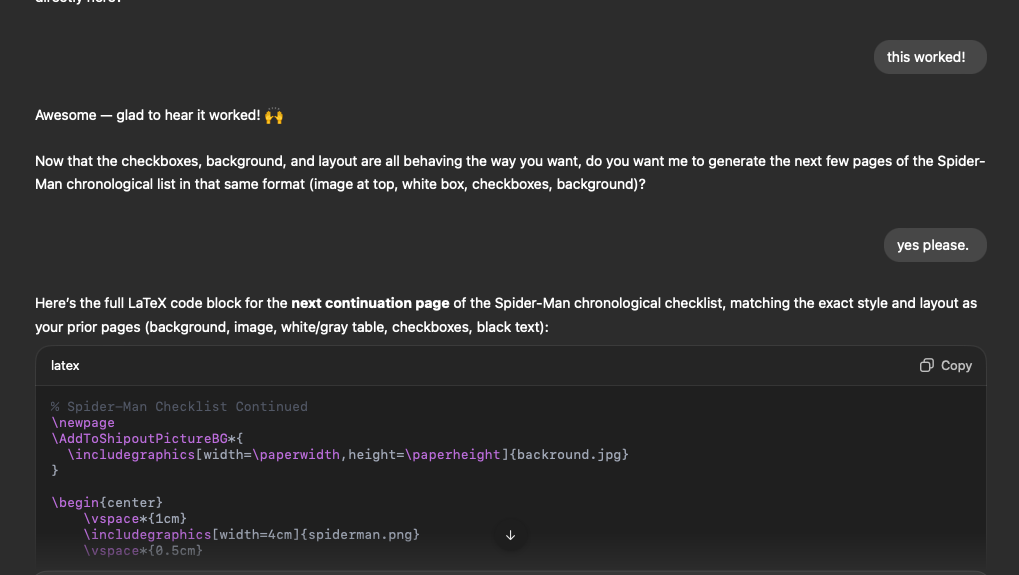 directly here?
this worked!
Awesome — glad to hear it worked! 🙌
Now that the checkboxes, background, and layout are all behaving the way you want, do you want me to generate the next few pages of the Spider-
Man chronological list in that same format (image at top, white box, checkboxes, background)?
yes please.
Here's the full LaTeX code block for the next continuation page of the Spider-Man chronological checklist, matching the exact style and layout as
your prior pages (background, image, white/gray table, checkboxes, black text):
latex
Copy
% Spider-Man Checklist Continued
\newpage
\AddToShipoutPictureBG*{
  \includegraphics[width=\paperwidth,height=\paperheight]{backround.jpg}
}
\begin{center}
    \vspace*{1cm}
    \includegraphics[width=4cm]{spiderman.png}
    \vspace*{0.5cm}